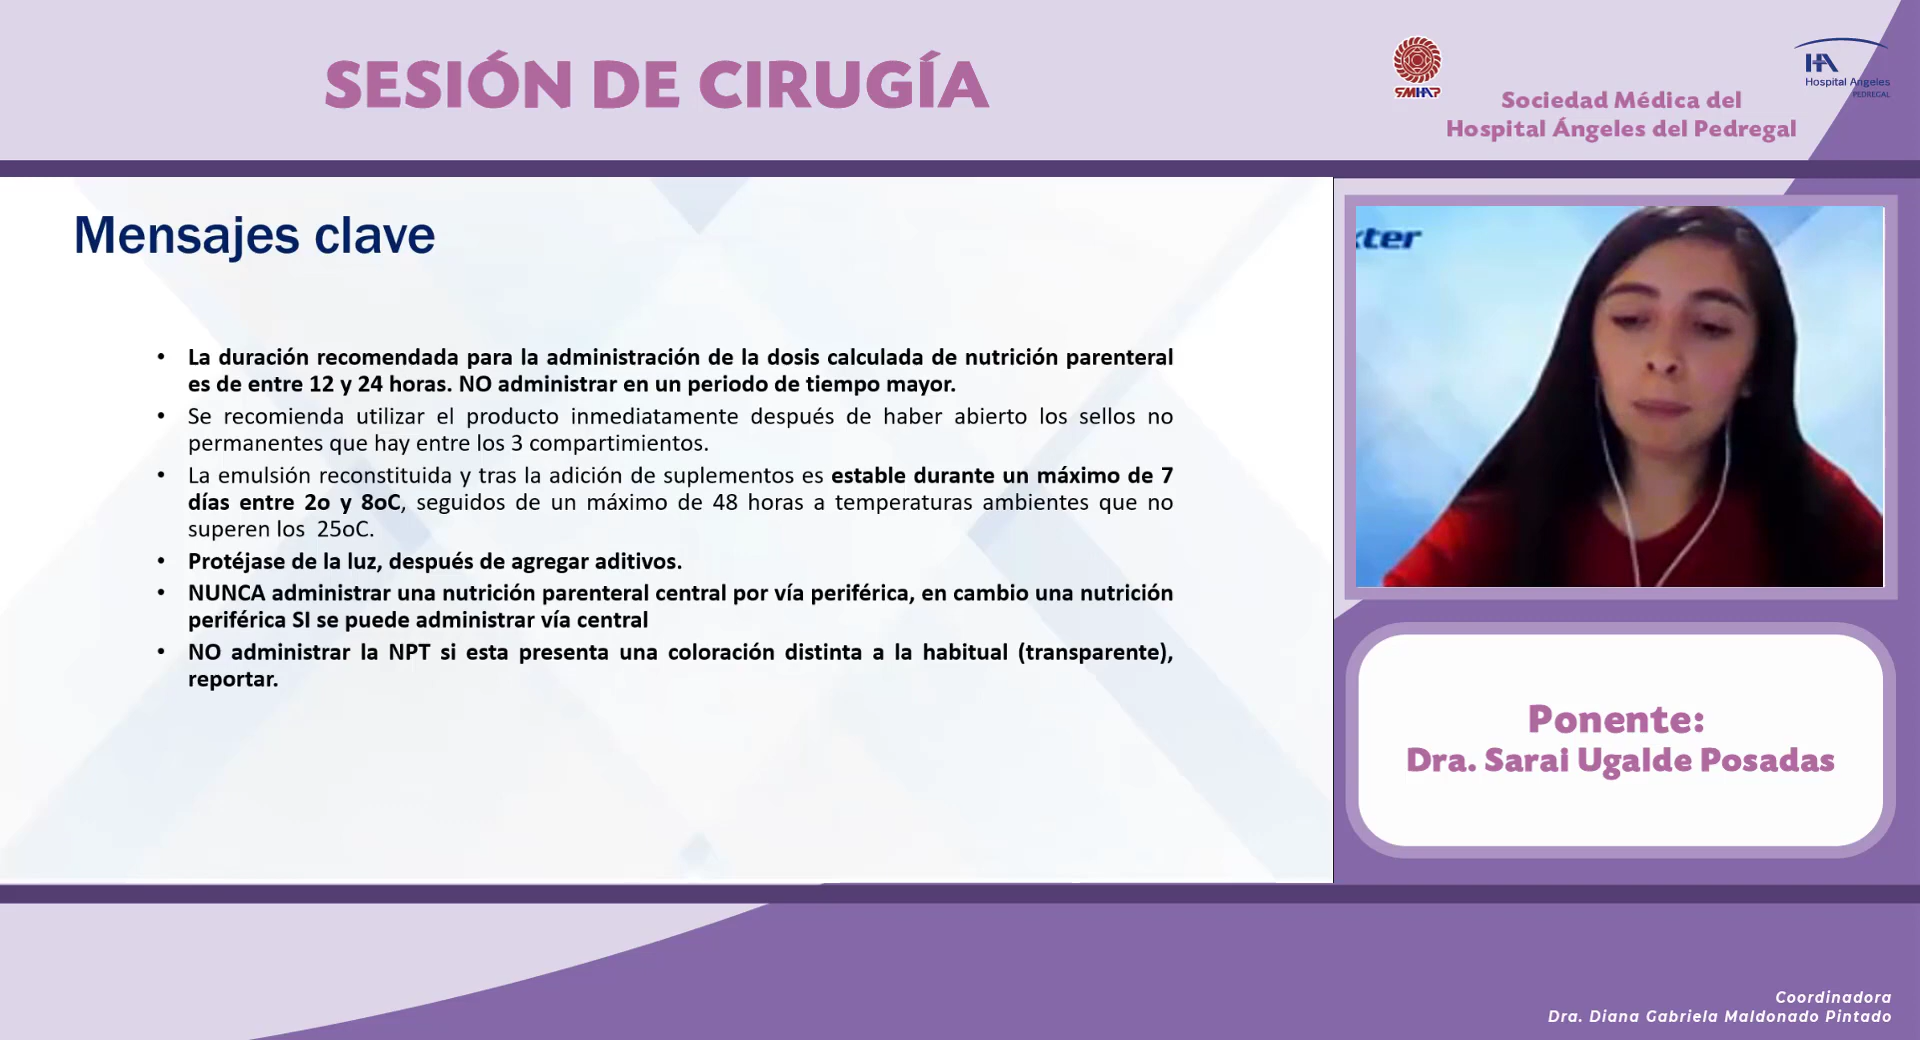 SESIÓN DE CIRUGÍA
SMHAP
Sociedad Médica del
Hospital Ángeles del Pedregal
HA
Hospital Angeles
PEDREGAL
Mensajes clave
• La duración recomendada para la administración de la dosis calculada de nutrición parenteral
es de entre 12 y 24 horas. NO administrar en un periodo de tiempo mayor.
• Se recomienda utilizar el producto inmediatamente después de haber abierto los sellos no
permanentes que hay entre los 3 compartimientos.
• La emulsión reconstituida y tras la adición de suplementos es estable durante un máximo de 7
días entre 2o y 8oC, seguidos de un máximo de 48 horas a temperaturas ambientes que no
superen los 25oC.
• Protéjase de la luz, después de agregar aditivos.
• NUNCA administrar una nutrición parenteral central por vía periférica, en cambio una nutrición
periférica SI se puede administrar vía central
• NO administrar la NPT si esta presenta una coloración distinta a la habitual (transparente),
reportar.
xter
Ponente:
Dra. Sarai Ugalde Posadas
Coordinadora
Dra. Diana Gabriela Maldonado Pintado